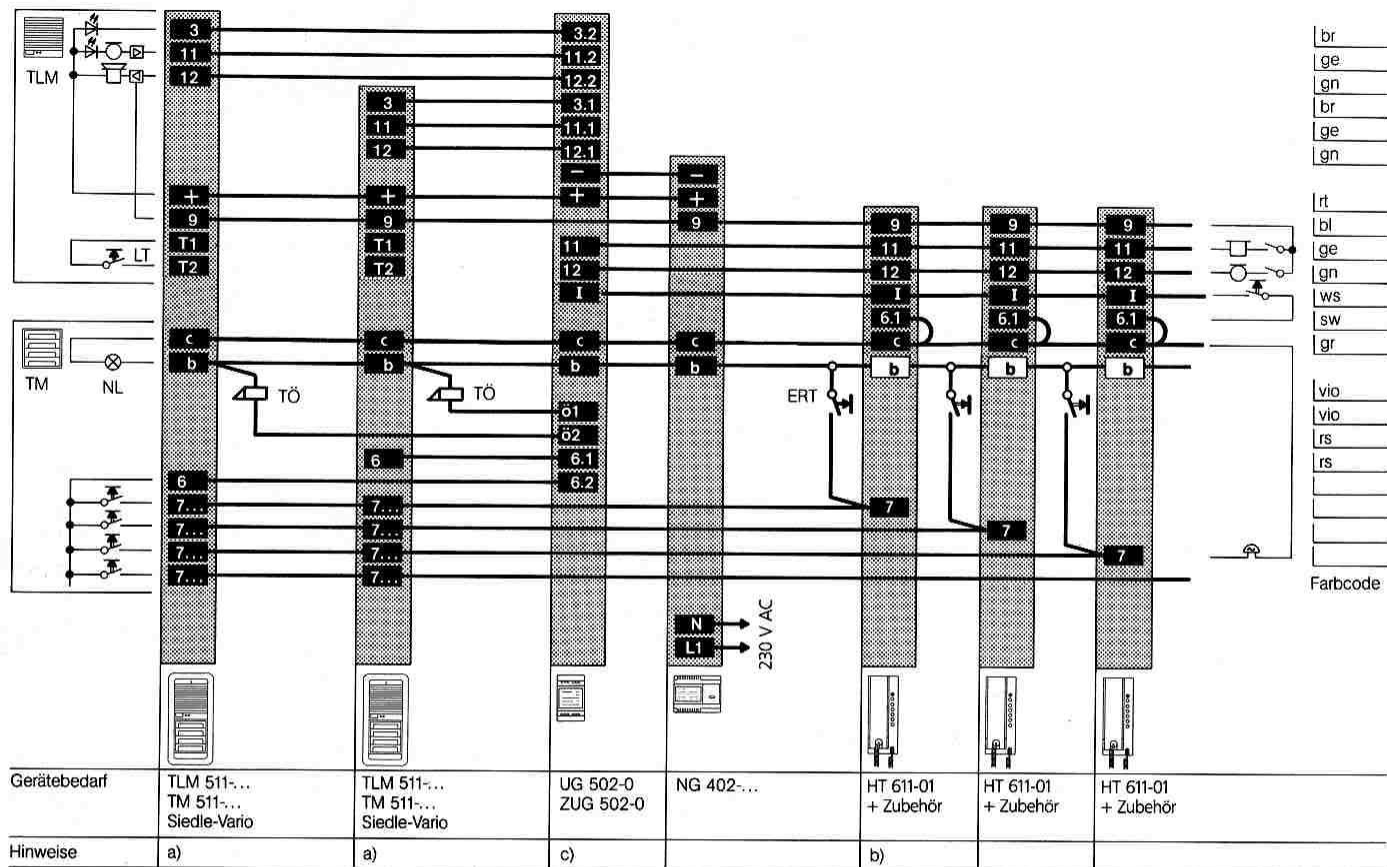 TLM
LT
TM
NL
3
11
12
+
9
T1
T2
c
b
TÖ
6
7...
7...
7...
7...
3
11
12
+
9
T1
T2
c
b
TÖ
6
7...
7...
7...
7...
3.2
11.2
12.2
3.1
11.1
12.1
−
+
11
12
I
c
b
ö1
ö2
6.1
6.2
−
+
9
c
b
N
L1
230 V AC
ERT
9
11
12
I
6.1
c
b
7
9
11
12
I
6.1
c
b
7
9
11
12
I
6.1
c
b
7
br
ge
gn
br
ge
gn
rt
bl
ge
gn
ws
sw
gr
vio
vio
rs
rs
Farbcode
Gerätebedarf
TLM 511-...
TM 511-...
Siedle-Vario
TLM 511-...
TM 511-...
Siedle-Vario
UG 502-0
ZUG 502-0
NG 402-...
HT 611-01
+ Zubehör
HT 611-01
+ Zubehör
HT 611-01
+ Zubehör
Hinweise
a)
a)
c)
b)